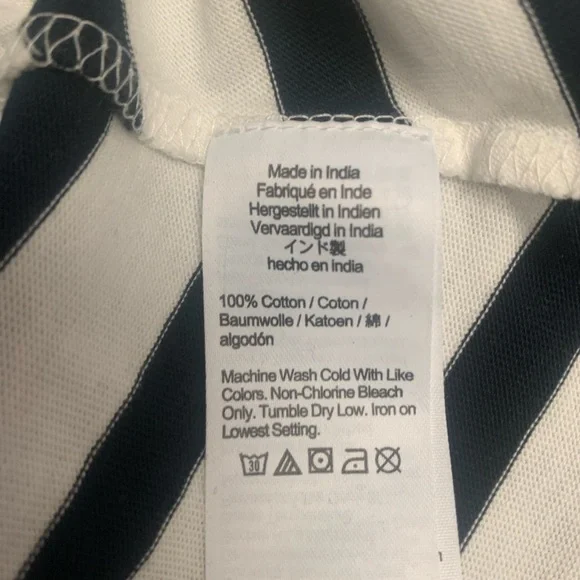 Made in India
Fabriqué en Inde
Hergestellt in Indien
Vervaardigd in India
インド製
hecho en india
100% Cotton / Coton /
Baumwolle / Katoen / 綿 /
algodón
Machine Wash Cold With Like
Colors. Non-Chlorine Bleach
Only. Tumble Dry Low. Iron on
Lowest Setting.
30
1